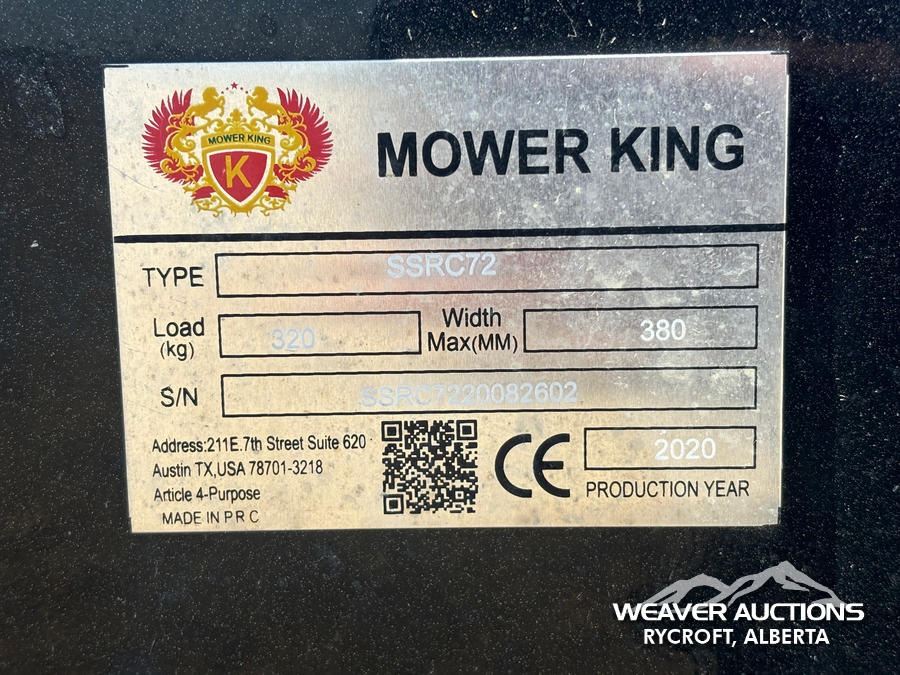 MOWER KING
K
MOWER KING
TYPE SSRC72
Load (kg) 320
Width Max(MM) 380
S/N SSRC7220082602
Address:211E.7th Street Suite 620
Austin TX,USA 78701-3218
Article 4-Purpose
MADE IN P R C
CE
2020
PRODUCTION YEAR
WEAVER AUCTIONS
RYCROFT, ALBERTA